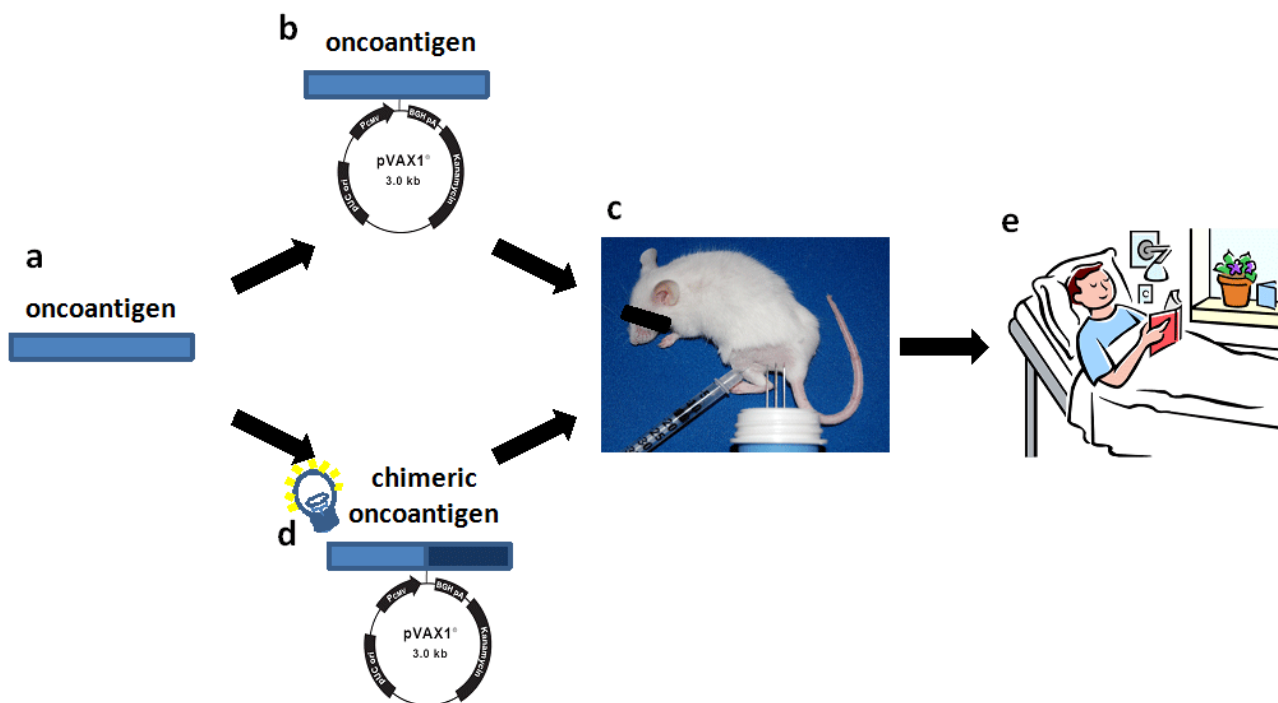 b
oncoantigen
PCMV
BGH pA
pVAX1®
3.0 kb
Kanamycin
pUC ori
a
oncoantigen
c
e
chimeric
oncoantigen
d
PCMV
BGH pA
pVAX1®
3.0 kb
Kanamycin
pUC ori